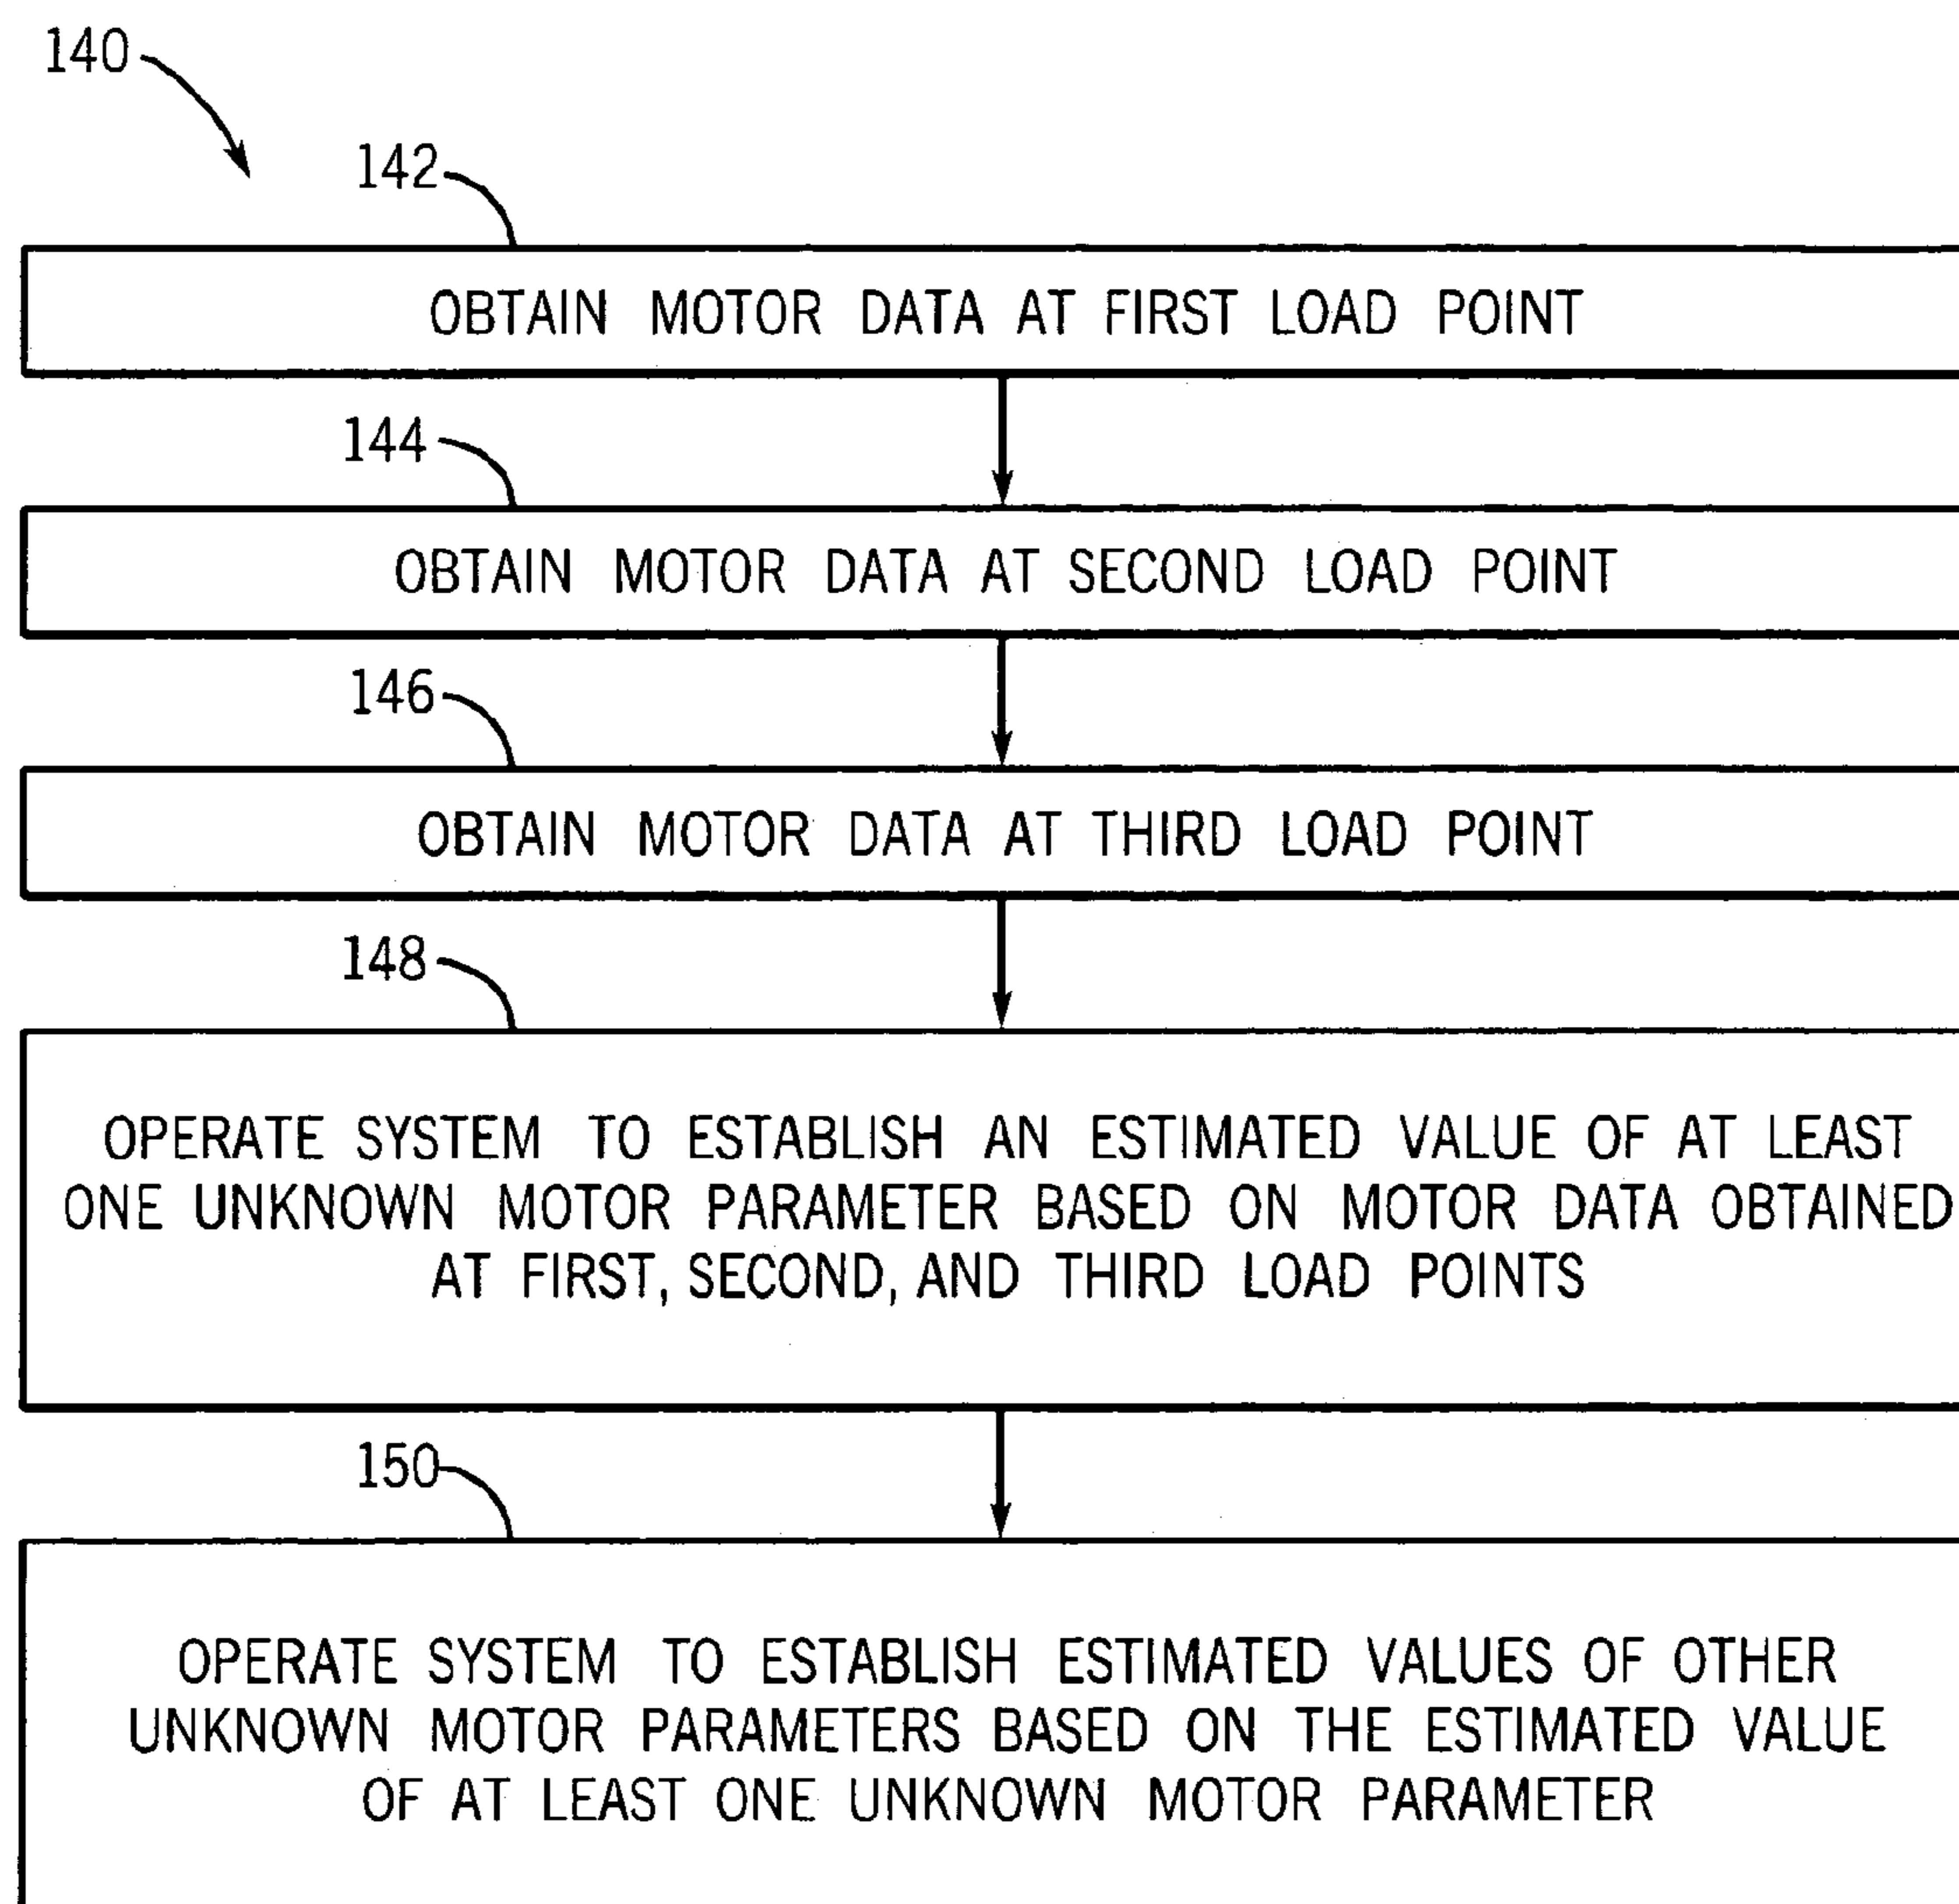 140
142
OBTAIN MOTOR DATA AT FIRST LOAD POINT
144
OBTAIN MOTOR DATA AT SECOND LOAD POINT
146
OBTAIN MOTOR DATA AT THIRD LOAD POINT
148
OPERATE SYSTEM TO ESTABLISH AN ESTIMATED VALUE OF AT LEAST
ONE UNKNOWN MOTOR PARAMETER BASED ON MOTOR DATA OBTAINED
AT FIRST, SECOND, AND THIRD LOAD POINTS
150
OPERATE SYSTEM TO ESTABLISH ESTIMATED VALUES OF OTHER
UNKNOWN MOTOR PARAMETERS BASED ON THE ESTIMATED VALUE
OF AT LEAST ONE UNKNOWN MOTOR PARAMETER